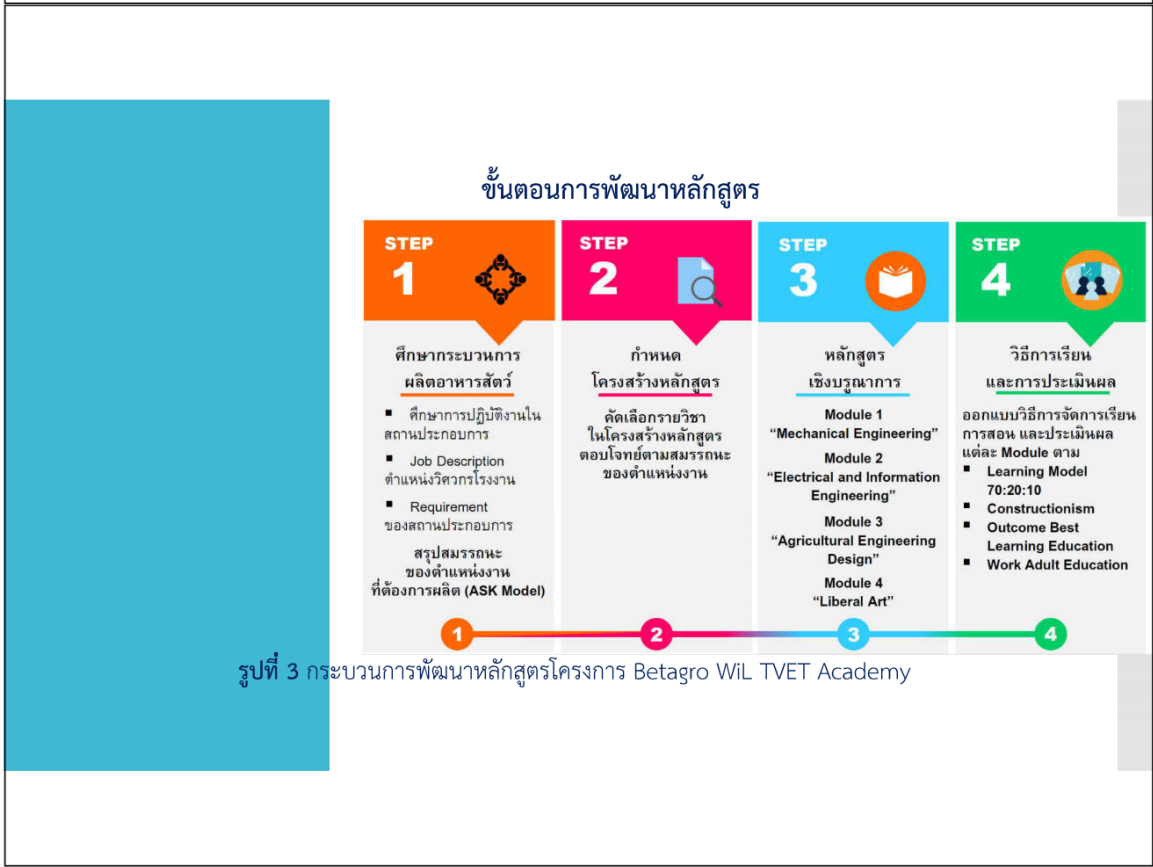 ขั้นตอนการพัฒนาหลักสูตร
STEP
1
ศึกษากระบวนการ
ผลิตอาหารสัตว์
▪ ศึกษาการปฏิบัติงานใน
สถานประกอบการ
▪ Job Description
ตำแหน่งวิศวกรโรงงาน
▪ Requirement
ของสถานประกอบการ
สรุปสมรรถนะ
ของตำแหน่งงาน
ที่ต้องการผลิต (ASK Model)
1
STEP
2
กำหนด
โครงสร้างหลักสูตร
คัดเลือกรายวิชา
ในโครงสร้างหลักสูตร
ตอบโจทย์ตามสมรรถนะ
ของตำแหน่งงาน
2
STEP
3
หลักสูตร
เชิงบูรณาการ
Module 1
“Mechanical Engineering”
Module 2
“Electrical and Information
Engineering”
Module 3
“Agricultural Engineering
Design”
Module 4
“Liberal Art”
3
STEP
4
วิธีการเรียน
และการประเมินผล
ออกแบบวิธีการจัดการเรียน
การสอน และประเมินผล
แต่ละ Module ตาม
▪ Learning Model
70:20:10
▪ Constructionism
▪ Outcome Best
Learning Education
▪ Work Adult Education
4
รูปที่ 3 กระบวนการพัฒนาหลักสูตรโครงการ Betagro WiL TVET Academy